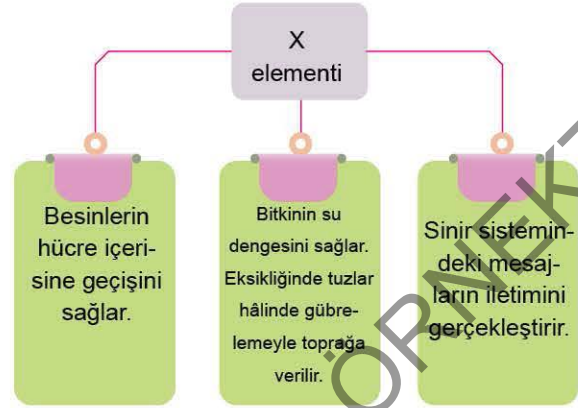 X
elementi
Besinlerin
hücre içeri-
sine geçişini
sağlar.
Bitkinin su
dengesini sağlar.
Eksikliğinde tuzlar
hâlinde gübre-
lemeyle toprağa
verilir.
Sinir sistemin-
deki mesaj-
ların iletimini
gerçekleştirir.
ÖRNEKT